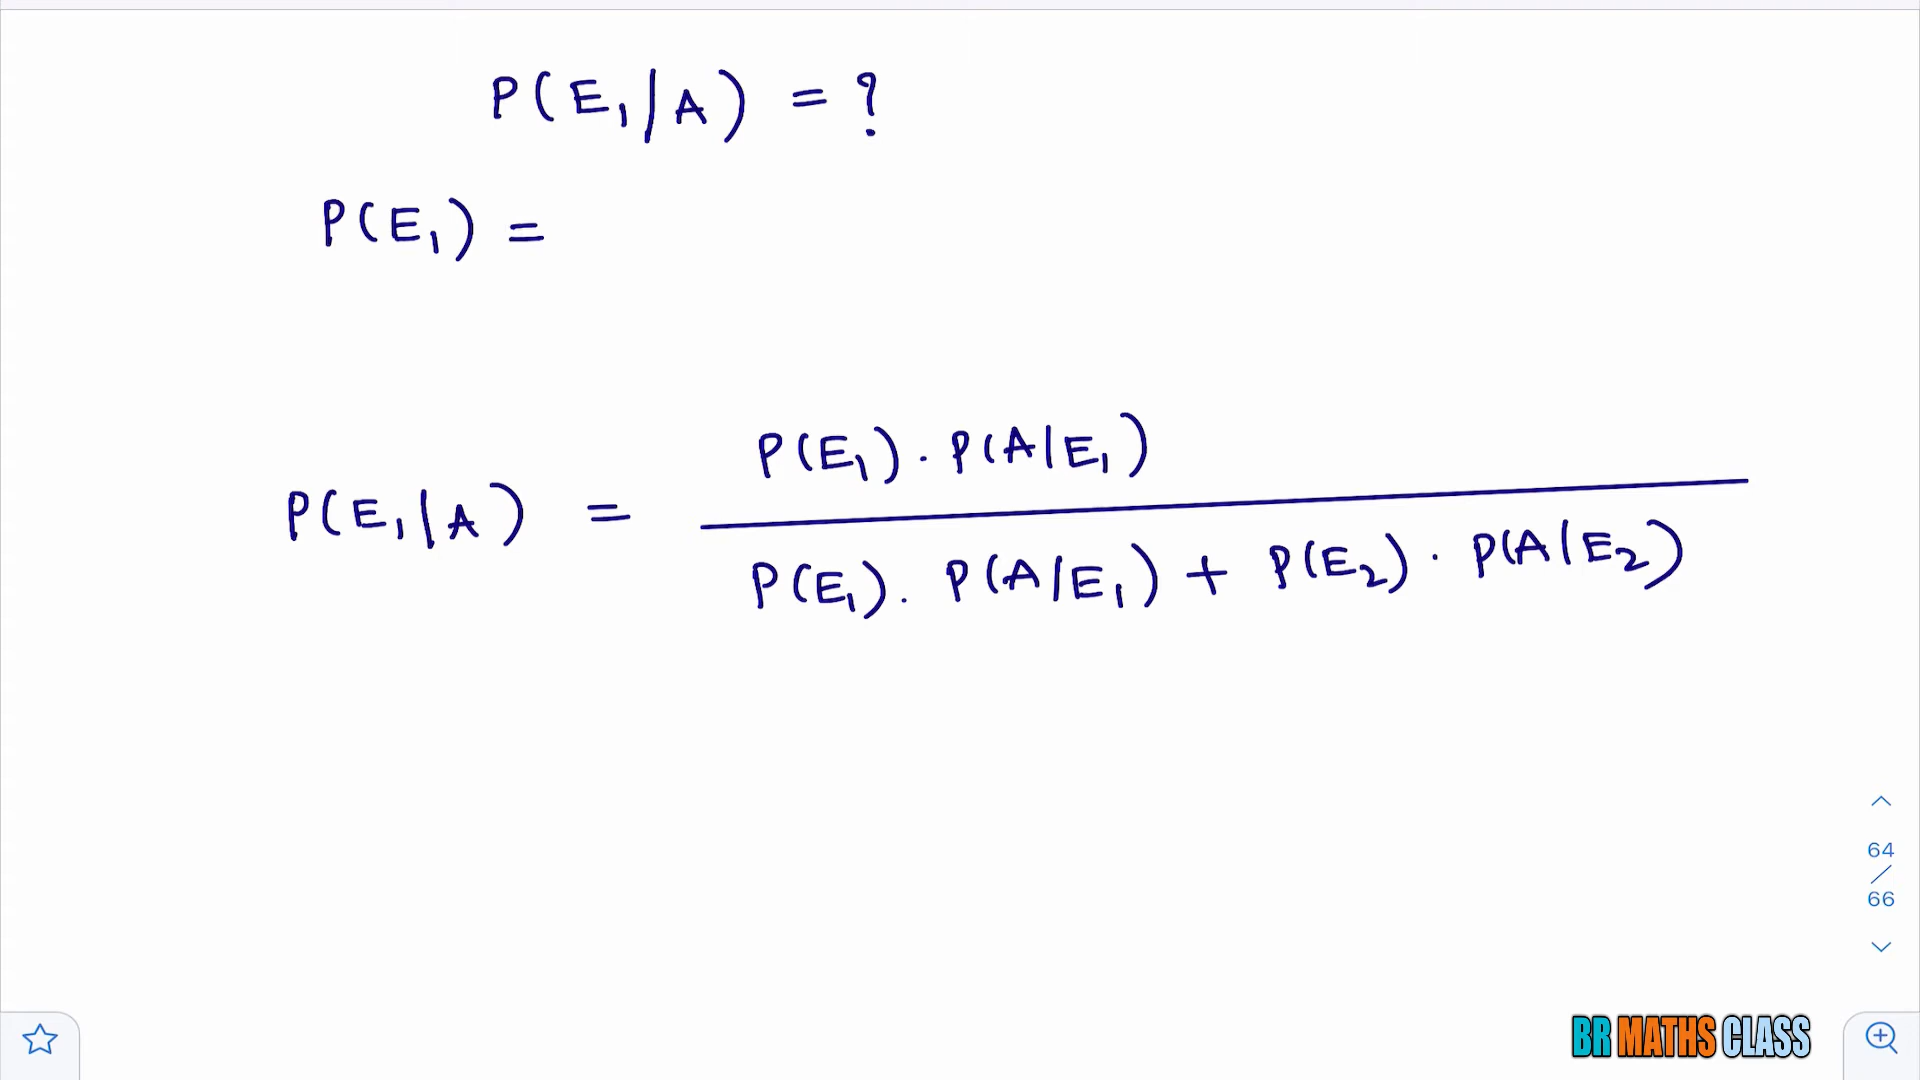 P(E₁/A) = ?
P(E₁) =
P(E₁) . P(A|E₁)
P(E₁|A) =
P(E₁) . P(A/E₁) + P(E₂) . P(A|E₂)
64
/
66
BR MATHS CLASS